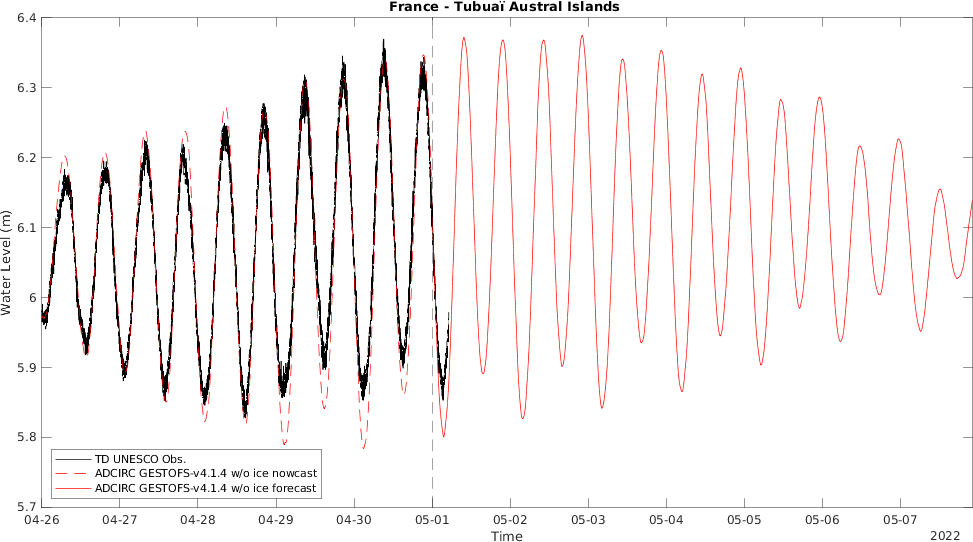 France - Tubuaï Austral Islands
6.4
6.3
6.2
6.1
6
5.9
5.8
5.7
Water Level (m)
TD UNESCO Obs.
ADCIRC GESTOFS-v4.1.4 w/o ice nowcast
ADCIRC GESTOFS-v4.1.4 w/o ice forecast
04-26 04-27 04-28 04-29 04-30 05-01 05-02 05-03 05-04 05-05 05-06 05-07
Time
2022